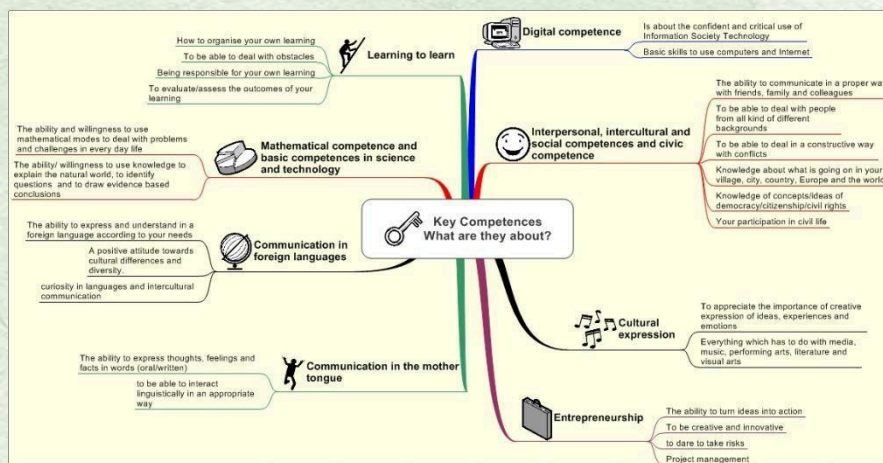 Key Competences
What are they about?
Learning to learn
How to organise your own learning
To be able to deal with obstacles
Being responsible for your own learning
To evaluate/assess the outcomes of your
learning
Mathematical competence and
basic competences in science
and technology
The ability and willingness to use
mathematical modes to deal with problems
and challenges in every day life
The ability/ willingness to use knowledge to
explain the natural world, to identify
questions and to draw evidence based
conclusions
Communication in
foreign languages
The ability to express and understand in a
foreign language according to your needs
A positive attitude towards
cultural differences and
diversity.
curiosity in languages and intercultural
communication
Communication in the mother
tongue
The ability to express thoughts, feelings and
facts in words (oral/written)
to be able to interact
linguistically in an appropriate
way
Digital competence
Is about the confident and critical use of
Information Society Technology
Basic skills to use computers and Internet
Interpersonal, intercultural and
social competences and civic
competence
The ability to communicate in a proper way
with friends, family and colleagues
To be able to deal with people
from all kind of different
backgrounds
To be able to deal in a constructive way
with conflicts
Knowledge about what is going on in your
village, city, country, Europe and the world
Knowledge of concepts/ideas of
democracy/citizenship/civil rights
Your participation in civil life
Cultural
expression
To appreciate the importance of creative
expression of ideas, experiences and
emotions
Everything which has to do with media,
music, performing arts, literature and
visual arts
Entrepreneurship
The ability to turn ideas into action
To be creative and innovative
to dare to take risks
Project management